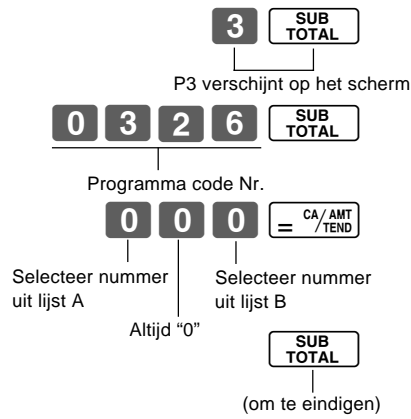 3 SUB TOTAL
P3 verschijnt op het scherm
0 3 2 6 SUB TOTAL
Programma code Nr.
0 0 0 = CA/AMT/TEND
Selecteer nummer uit lijst A
Selecteer nummer uit lijst B
Altijd “0”
SUB TOTAL
(om te eindigen)